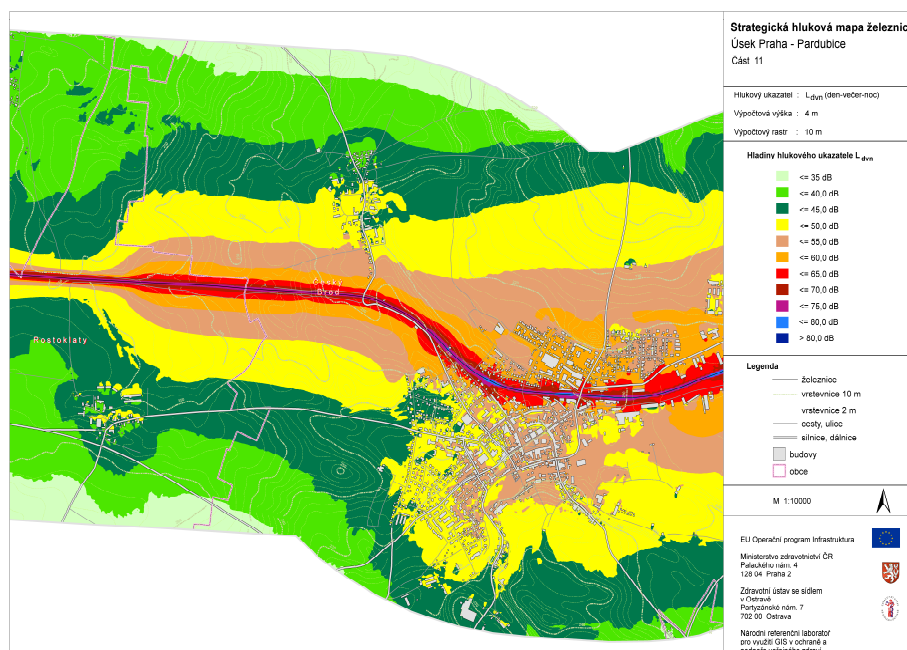 Strategická hluková mapa železnic
Úsek Praha - Pardubice
Část 11
Hlukový ukazatel : Ldvn (den-večer-noc)
Výpočtová výška : 4 m
Výpočtový rastr : 10 m
Hladiny hlukového ukazatele L dvn
<= 35 dB
<= 40,0 dB
<= 45,0 dB
<= 50,0 dB
<= 55,0 dB
<= 60,0 dB
<= 65,0 dB
<= 70,0 dB
<= 75,0 dB
<= 80,0 dB
> 80,0 dB
Legenda
železnice
vrstevnice 10 m
vrstevnice 2 m
cesty, ulice
silnice, dálnice
budovy
obce
M 1:10000
EU Operační program Infrastruktura
Ministerstvo zdravotnictví ČR
Palackého nám. 4
128 04 Praha 2
Zdravotní ústav se sídlem
v Ostravě
Partyzánské nám. 7
702 00 Ostrava
Národní referenční laboratoř
pro využití GIS v ochraně a
podpoře veřejného zdraví
Český
Brod
Rostoklaty